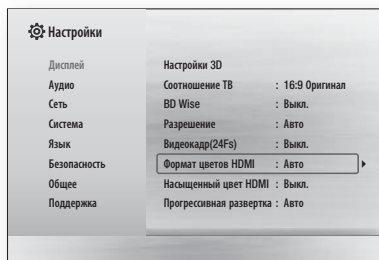 Настройки
Дисплей
Аудио
Сеть
Система
Язык
Безопасность
Общее
Поддержка
Настройки 3D
Соотношение ТВ : 16:9 Оригинал
BD Wise : Выкл.
Разрешение : Авто
Видеокадр(24Fs) : Выкл.
Формат цветов HDMI : Авто
Насыщенный цвет HDMI : Выкл.
Прогрессивная развертка : Авто